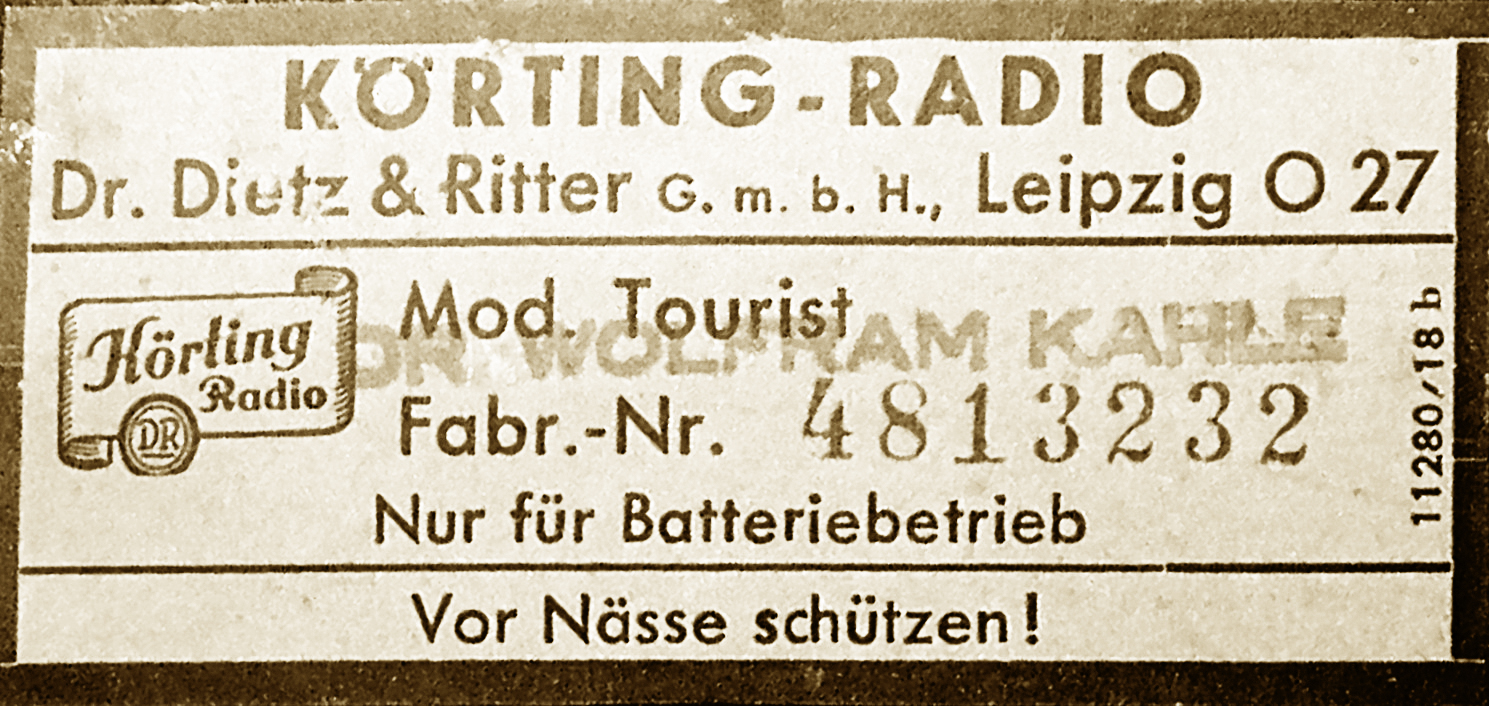 KÖRTING-RADIO
Dr. Dietz & Ritter G. m. b. H., Leipzig O 27
Körting
Radio
DR
Mod. Tourist
DR. WOLFRAM KAHLE
Fabr.-Nr. 4813232
Nur für Batteriebetrieb
11280/18 b
Vor Nässe schützen!